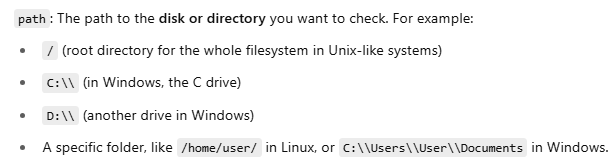 path: The path to the disk or directory you want to check. For example:
• / (root directory for the whole filesystem in Unix-like systems)
• C:\\ (in Windows, the C drive)
• D:\\ (another drive in Windows)
• A specific folder, like /home/user/ in Linux, or C:\\Users\\User\\Documents in Windows.